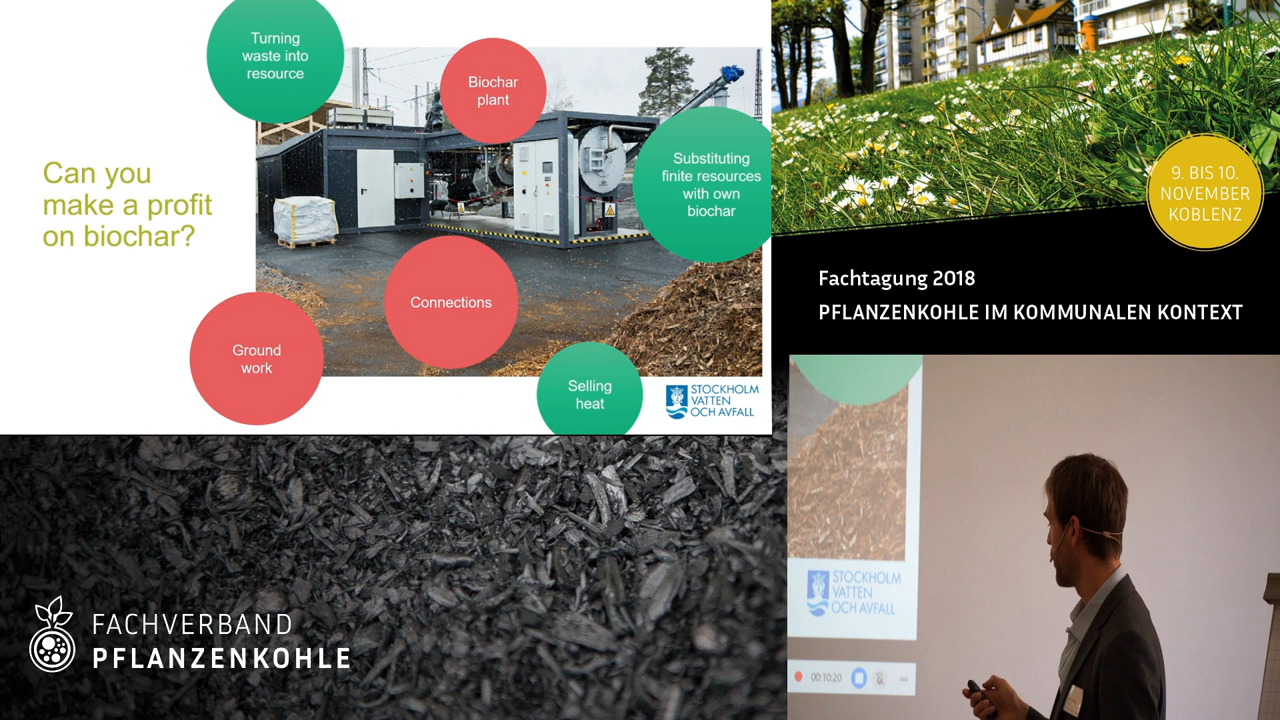 Turning
waste into
resource
Biochar
plant
Substituting
finite resources
with own
biochar
Can you
make a profit
on biochar?
Connections
Ground
work
Selling
heat
STOCKHOLM
VATTEN
OCH AVFALL
9. BIS 10.
NOVEMBER
KOBLENZ
Fachtagung 2018
PFLANZENKOHLE IM KOMMUNALEN KONTEXT
STOCKHOLM
VATTEN
OCH AVFALL
00:10:20
FACHVERBAND
PFLANZENKOHLE